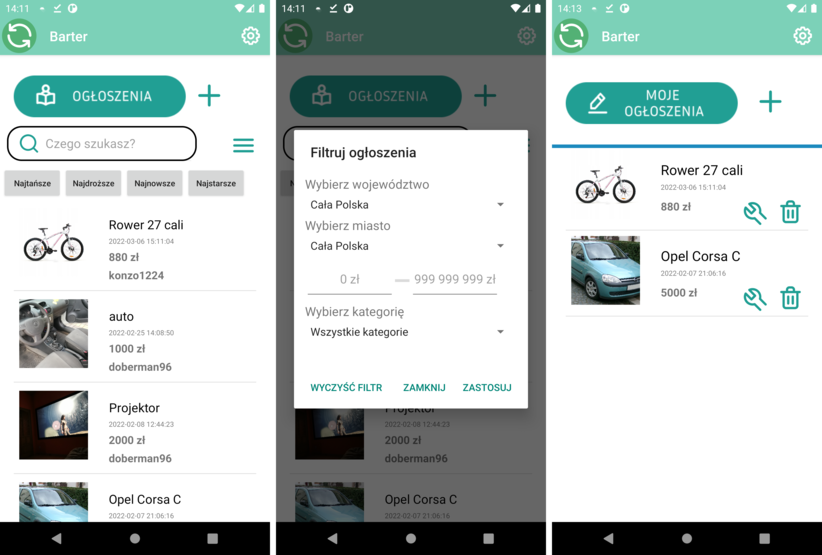 14:11
Barter
OGŁOSZENIA
Czego szukasz?
Najtańsze
Najdroższe
Najnowsze
Najstarsze
Rower 27 cali
2022-03-06 15:11:04
880 zł
konzo1224
auto
2022-02-25 14:08:50
1000 zł
doberman96
Projektor
2022-02-08 12:44:23
2000 zł
doberman96
Opel Corsa C
2022-02-07 21:06:16
14:11
Barter
OGŁOSZENIA
Filtruj ogłoszenia
Wybierz województwo
Cała Polska
Wybierz miasto
Cała Polska
0 zł
999 999 999 zł
Wybierz kategorię
Wszystkie kategorie
WYCZYŚĆ FILTR
ZAMKNIJ
ZASTOSUJ
Projektor
2022-02-08 12:44:23
2000 zł
doberman96
Opel Corsa C
2022-02-07 21:06:16
14:13
Barter
MOJE
OGŁOSZENIA
Rower 27 cali
2022-03-06 15:11:04
880 zł
Opel Corsa C
2022-02-07 21:06:16
5000 zł